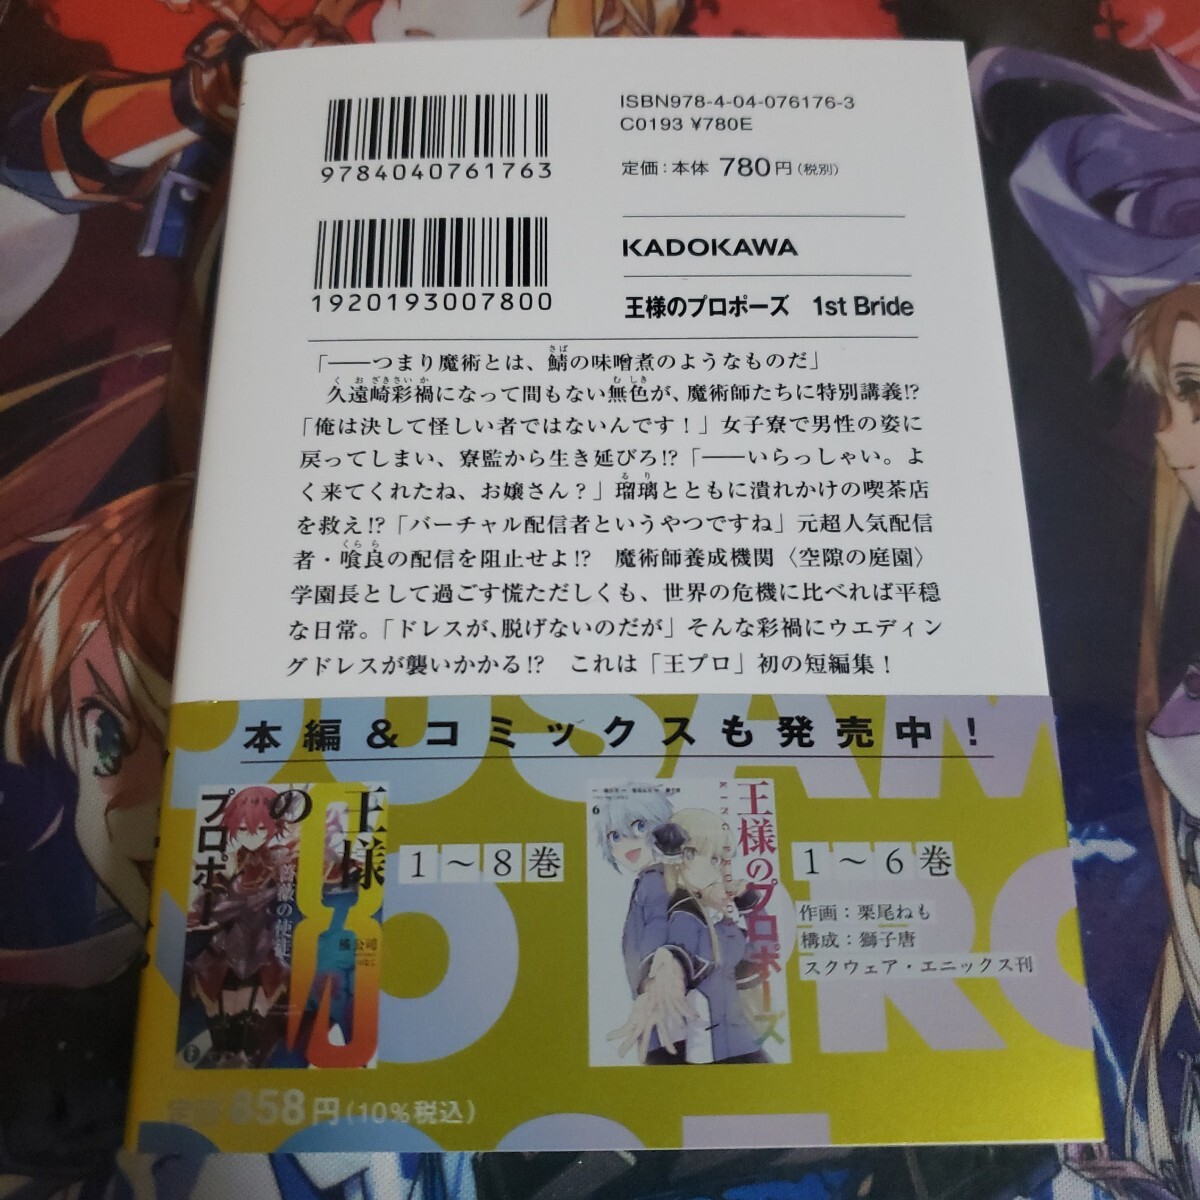 ISBN978-4-04-076176-3
C0193 ¥780E
9784040761763
定価：本体 780円（税別）
1920193007800
KADOKAWA
王様のプロポーズ　1st Bride
「――つまり魔術とは、鯖の味噌煮のようなものだ」
久遠崎彩禍になって間もない無色が、魔術師たちに特別講義!?
「俺は決して怪しい者ではないんです！」女子寮で男性の姿に
戻ってしまい、寮監から生き延びろ!?「――いらっしゃい。よ
く来てくれたね、お嬢さん？」瑠璃とともに潰れかけの喫茶店
を救え!?「バーチャル配信者というやつですね」元超人気配信
者・喰良の配信を阻止せよ!?　魔術師養成機関〈空隙の庭園〉
学園長として過ごす慌ただしくも、世界の危機に比べれば平穏
な日常。「ドレスが、脱げないのだが」そんな彩禍にウエディン
グドレスが襲いかかる!?　これは「王プロ」初の短編集！
本編＆コミックスも発売中！
王様
の
プロポー
8
橘公司
1～8巻
6
王様のプロポーズ
1～6巻
作画：栗尾ねも
構成：獅子唐
スクウェア・エニックス刊
858円（10％税込）